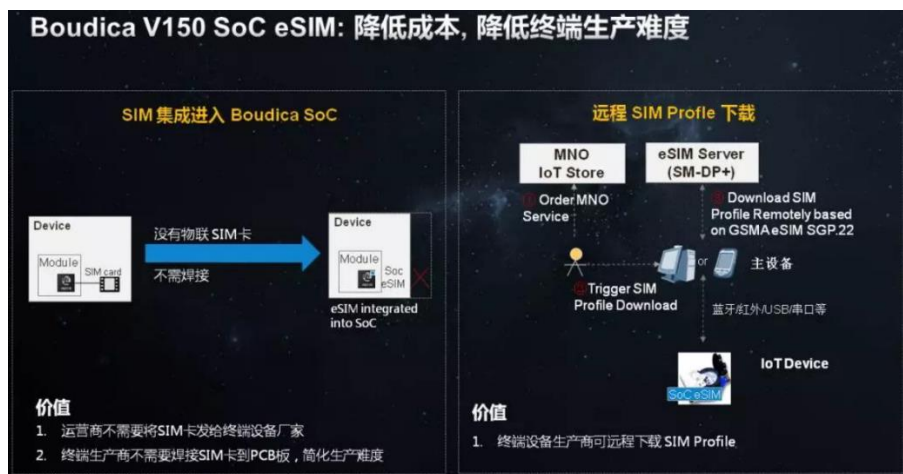 Boudica V150 SoC eSIM: 降低成本, 降低终端生产难度
SIM 集成进入 Boudica SoC
Device
Module
SIM card
没有物联 SIM卡
不需焊接
Device
Module
Soc
eSIM
eSIM integrated
into SoC
价值
1. 运营商不需要将SIM卡发给终端设备厂家
2. 终端生产商不需要焊接SIM卡到PCB板，简化生产难度
远程 SIM Profle 下载
MNO
IoT Store
eSIM Server
(SM-DP+)
① Order MNO
Service
Download SIM
Profile Remotely based
on GSMA eSIM SGP.22
or
主设备
Trigger SIM
Profile Download
蓝牙/红外/USB/串口等
IoT Device
SoC eSIM
价值
1. 终端设备生产商可远程下载 SIM Profile